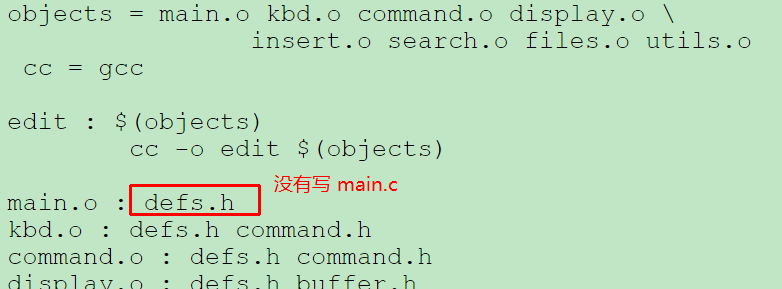 objects = main.o kbd.o command.o display.o \
insert.o search.o files.o utils.o
cc = gcc
edit : $(objects)
cc -o edit $(objects)
没有写 main.c
main.o : defs.h
kbd.o : defs.h command.h
command.o : defs.h command.h
display.o : defs.h buffer.h